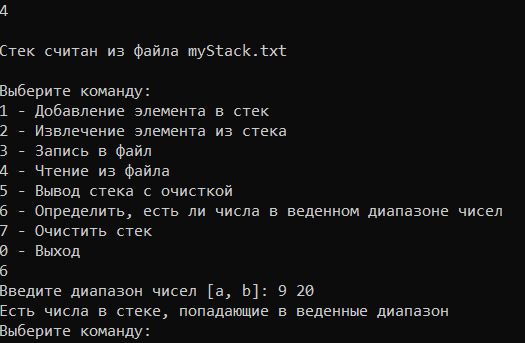 4
Стек считан из файла myStack.txt
Выберите команду:
1 - Добавление элемента в стек
2 - Извлечение элемента из стека
3 - Запись в файл
4 - Чтение из файла
5 - Вывод стека с очисткой
6 - Определить, есть ли числа в веденном диапазоне чисел
7 - Очистить стек
0 - Выход
6
Введите диапазон чисел [a, b]: 9 20
Есть числа в стеке, попадающие в веденные диапазон
Выберите команду: